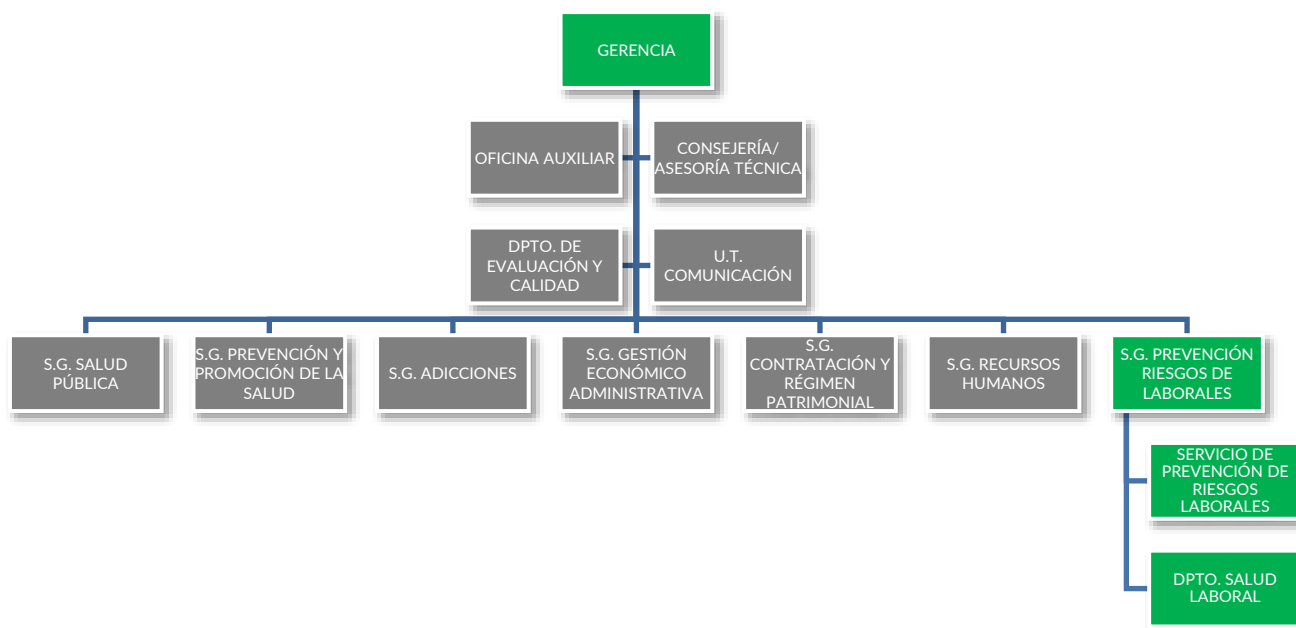 GERENCIA
OFICINA AUXILIAR
CONSEJERÍA/
ASESORÍA TÉCNICA
DPTO. DE
EVALUACIÓN Y
CALIDAD
U.T.
COMUNICACIÓN
S.G. SALUD
PÚBLICA
S.G. PREVENCIÓN Y
PROMOCIÓN DE LA
SALUD
S.G. ADICCIONES
S.G. GESTIÓN
ECONÓMICO
ADMINISTRATIVA
S.G.
CONTRATACIÓN Y
RÉGIMEN
PATRIMONIAL
S.G. RECURSOS
HUMANOS
S.G. PREVENCIÓN
RIESGOS DE
LABORALES
SERVICIO DE
PREVENCIÓN DE
RIESGOS
LABORALES
DPTO. SALUD
LABORAL